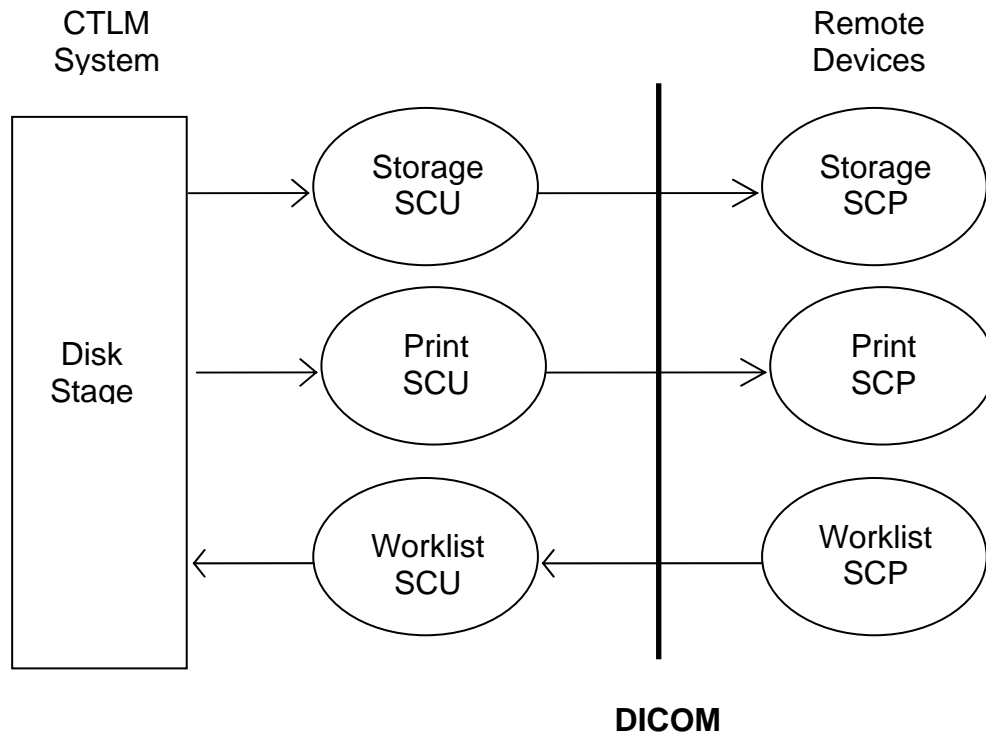 CTLM
System
Remote
Devices
Storage
SCU
Storage
SCP
Disk
Stage
Print
SCU
Print
SCP
Worklist
SCU
Worklist
SCP
DICOM